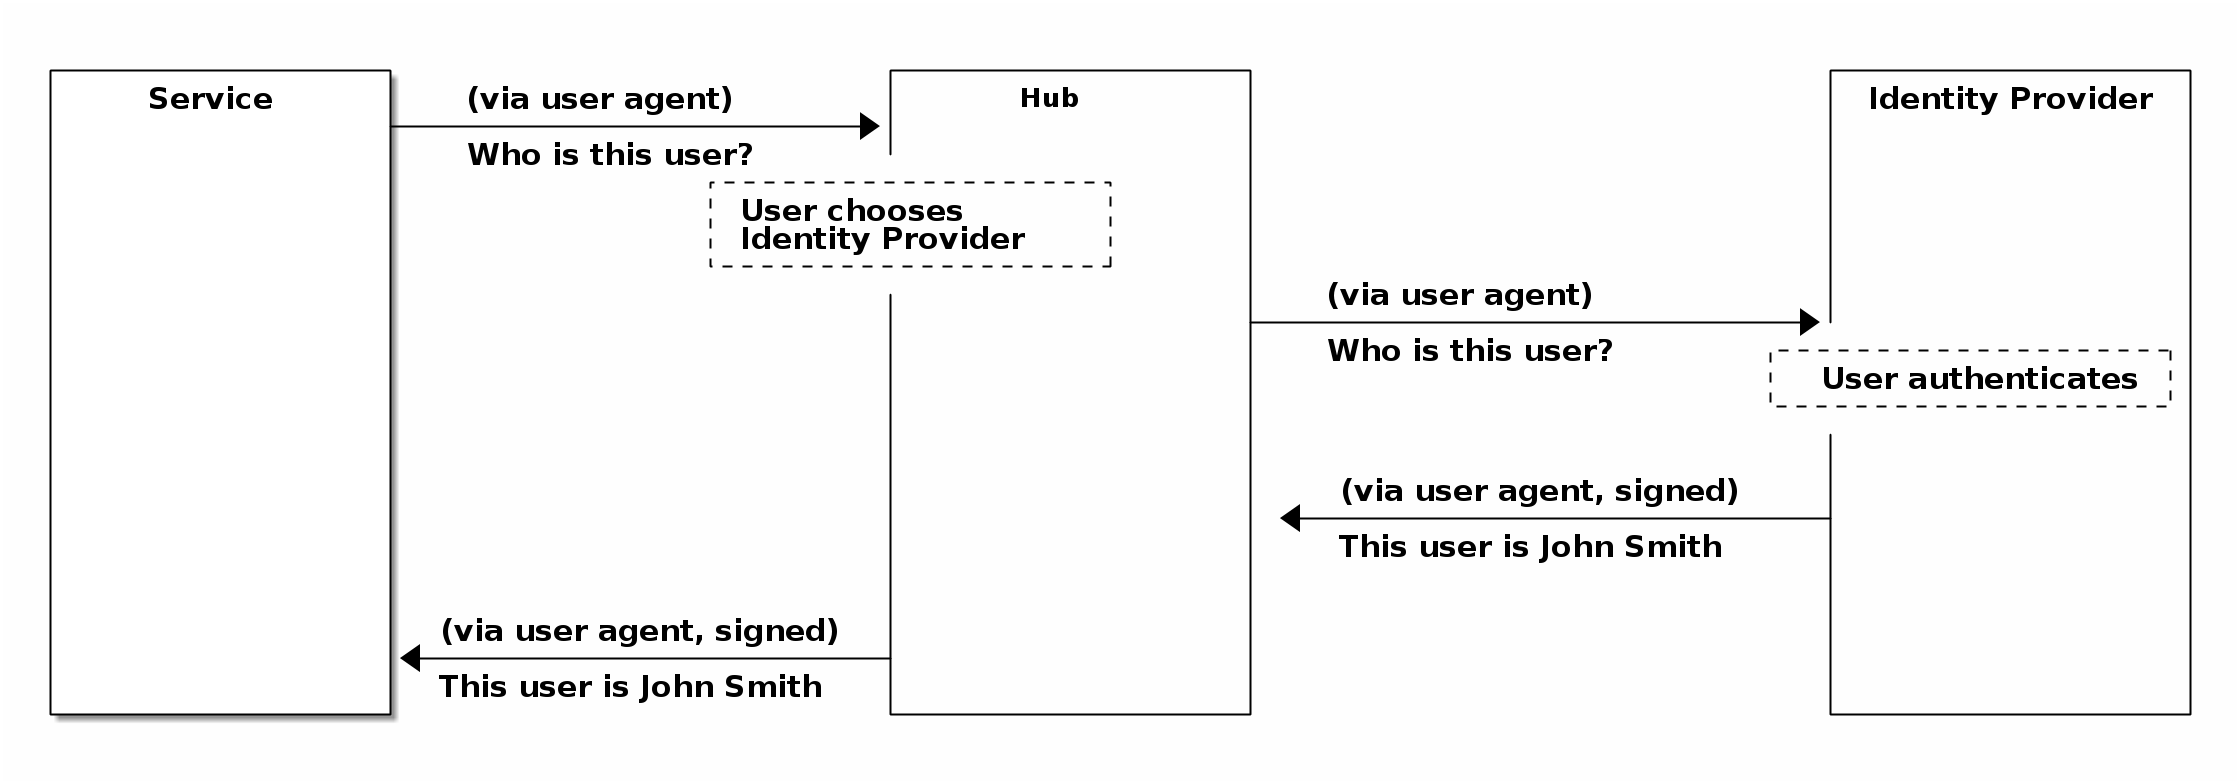 Service
(via user agent)
Hub
Identity Provider
Who is this user?
User chooses
Identity Provider
(via user agent)
Who is this user?
User authenticates
(via user agent, signed)
This user is John Smith
(via user agent, signed)
This user is John Smith